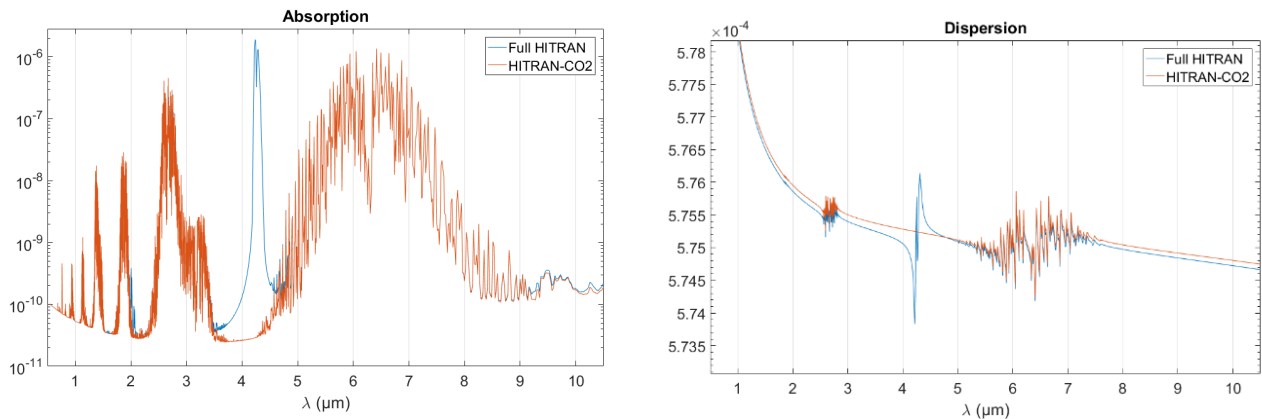 Absorption
Full HITRAN
HITRAN-CO2
10^-6
10^-7
10^-8
10^-9
10^-10
10^-11
1 2 3 4 5 6 7 8 9 10
λ (μm)
Dispersion
×10^-4
Full HITRAN
HITRAN-CO2
5.78
5.775
5.77
5.765
5.76
5.755
5.75
5.745
5.74
5.735
1 2 3 4 5 6 7 8 9 10
λ (μm)